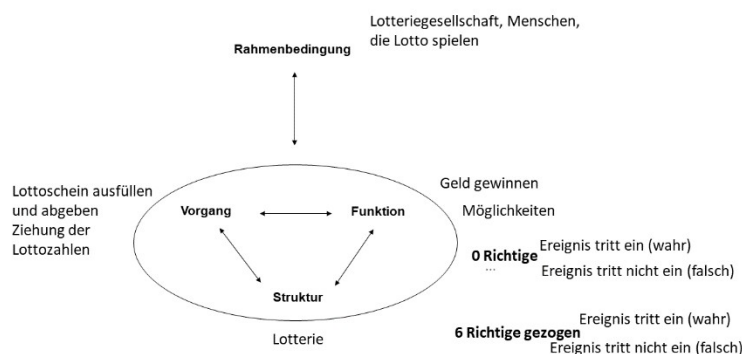 Lotteriegesellschaft, Menschen,
die Lotto spielen
Rahmenbedingung
Lottoschein ausfüllen
und abgeben
Ziehung der
Lottozahlen
Vorgang
Funktion
Struktur
Lotterie
Geld gewinnen
Möglichkeiten
0 Richtige
...
Ereignis tritt ein (wahr)
Ereignis tritt nicht ein (falsch)
6 Richtige gezogen
Ereignis tritt ein (wahr)
Ereignis tritt nicht ein (falsch)